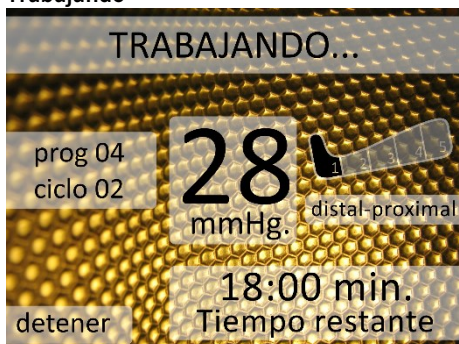 Trabajando
TRABAJANDO...
prog 04
ciclo 02
28
mmHg.
1 2 3 4 5
distal-proximal
18:00 min.
Tiempo restante
detener